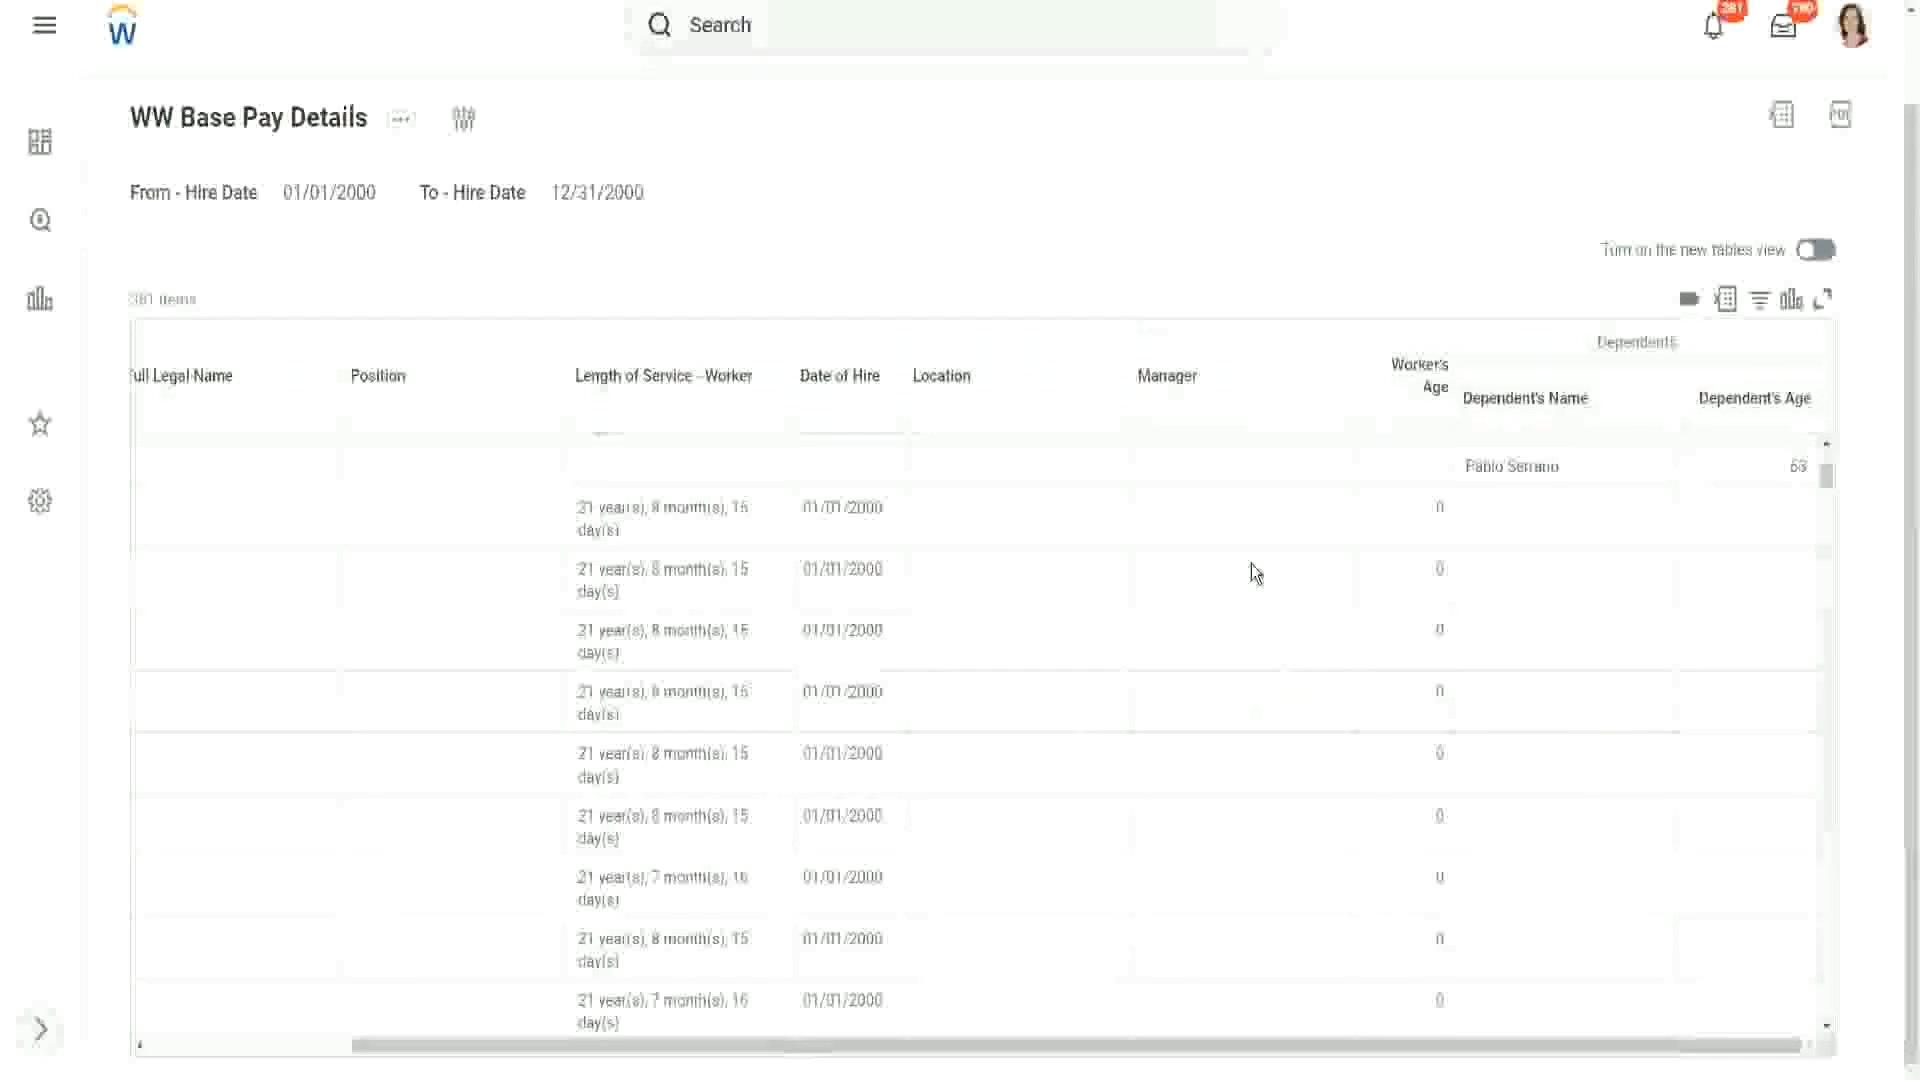 W
Search
WW Base Pay Details
From - Hire Date 01/01/2000 To - Hire Date 12/31/2000
Turn on the new tables view
381 items
Dependents
ull Legal Name Position Length of Service - Worker Date of Hire Location Manager Worker's Age Dependent's Name Dependent's Age
Pablo Serrano
21 year(s), 8 month(s), 15 01/01/2000 0
day(s)
21 year(s), 8 month(s), 15 01/01/2000 0
day(s)
21 year(s), 8 month(s), 15 01/01/2000 0
day(s)
21 year(s), 8 month(s), 15 01/01/2000 0
day(s)
21 year(s), 8 month(s), 15 01/01/2000 0
day(s)
21 year(s), 8 month(s), 15 01/01/2000 0
day(s)
21 year(s), 7 month(s), 16 01/01/2000 0
day(s)
21 year(s), 8 month(s), 15 01/01/2000 0
day(s)
21 year(s), 7 month(s), 16 01/01/2000 0
day(s)